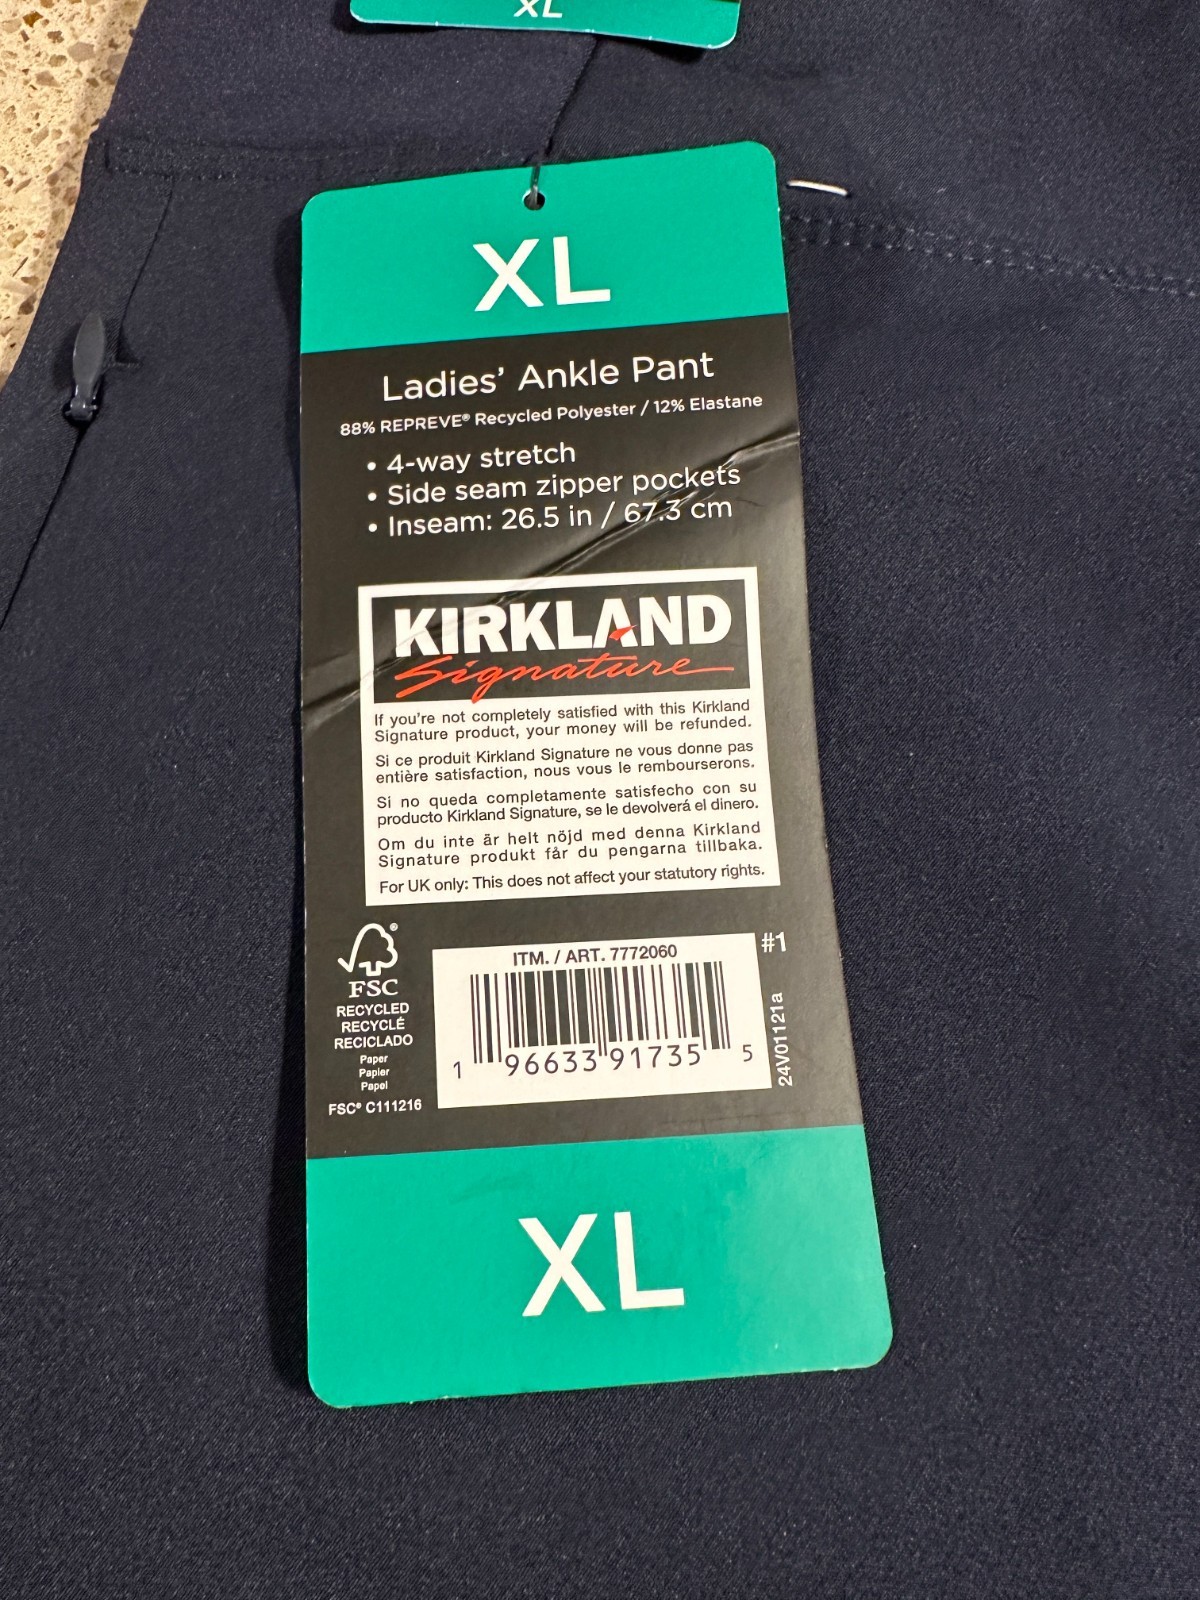 XL
XL
Ladies' Ankle Pant
88% REPREVE® Recycled Polyester / 12% Elastane
• 4-way stretch
• Side seam zipper pockets
• Inseam: 26.5 in / 67.3 cm
KIRKLAND
Signature
If you're not completely satisfied with this Kirkland
Signature product, your money will be refunded.
Si ce produit Kirkland Signature ne vous donne pas
entière satisfaction, nous vous le rembourserons.
Si no queda completamente satisfecho con su
producto Kirkland Signature, se le devolverá el dinero.
Om du inte är helt nöjd med denna Kirkland
Signature produkt får du pengarna tillbaka.
For UK only: This does not affect your statutory rights.
FSC®
RECYCLED
RECYCLÉ
RECICLADO
Paper
Papier
Papel
FSC® C111216
ITM. / ART. 7772060
1 96633 91735 5
#1
24V01121a
XL